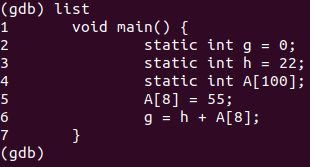 (gdb) list
1       void main() {
2               static int g = 0;
3               static int h = 22;
4               static int A[100];
5               A[8] = 55;
6               g = h + A[8];
7       }
(gdb)